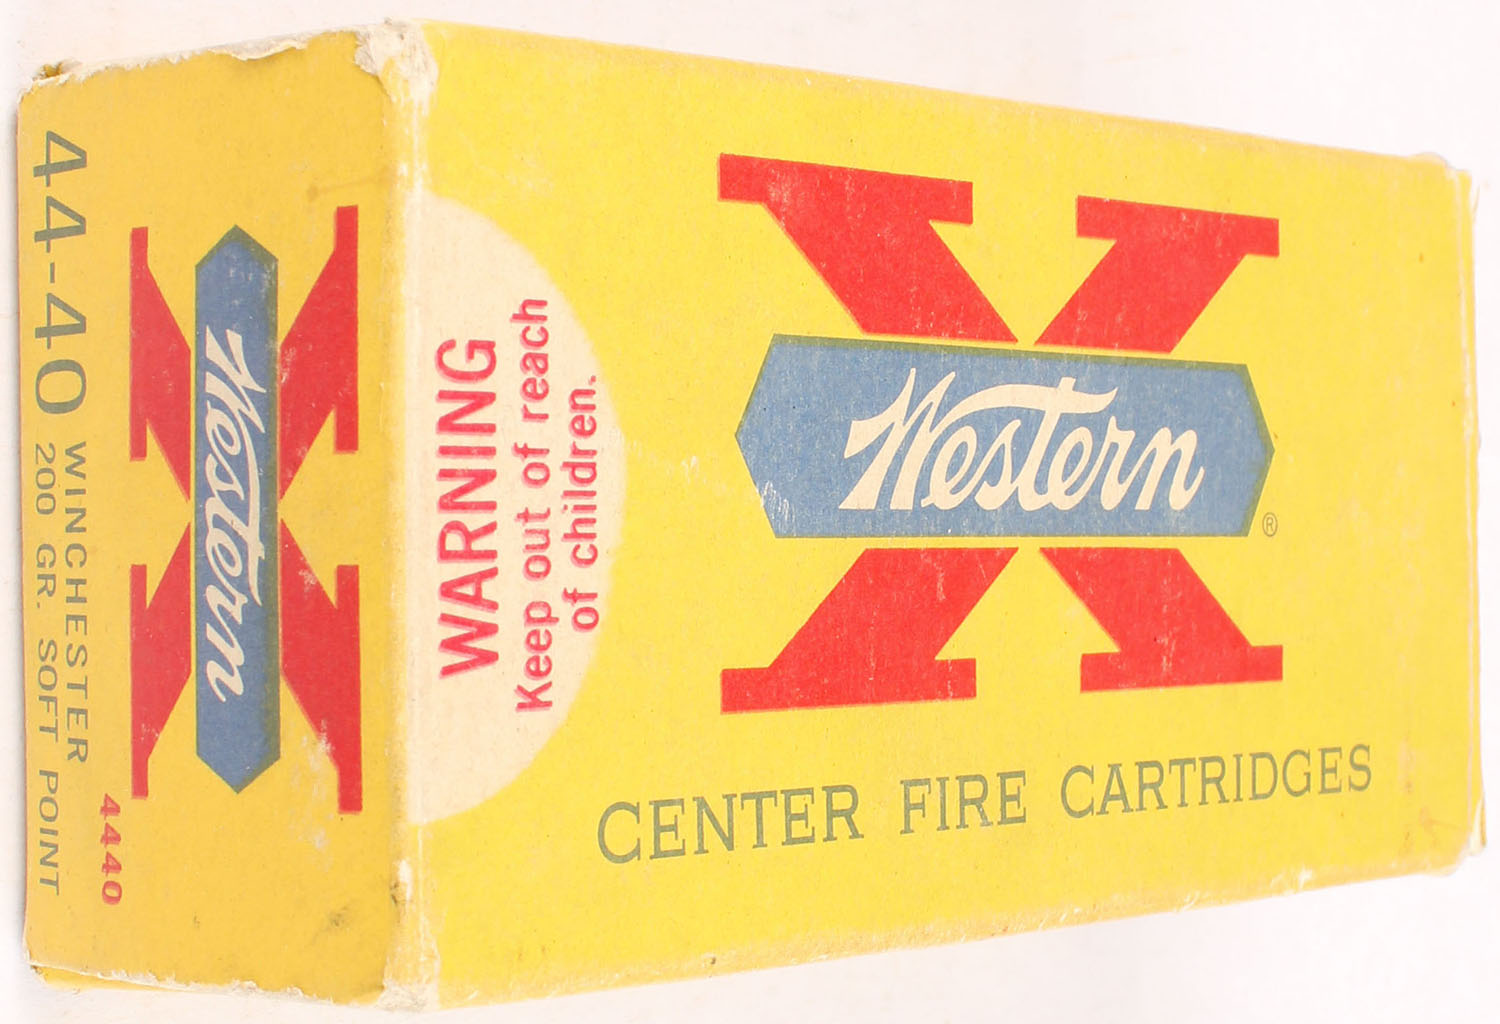 Western
®
CENTER FIRE CARTRIDGES
WARNING
Keep out of reach
of children.
Western
4440
44-40 WINCHESTER
200 GR. SOFT POINT